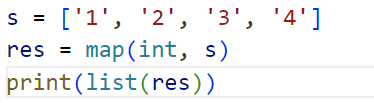 s = ['1', '2', '3', '4']
res = map(int, s)
print(list(res))